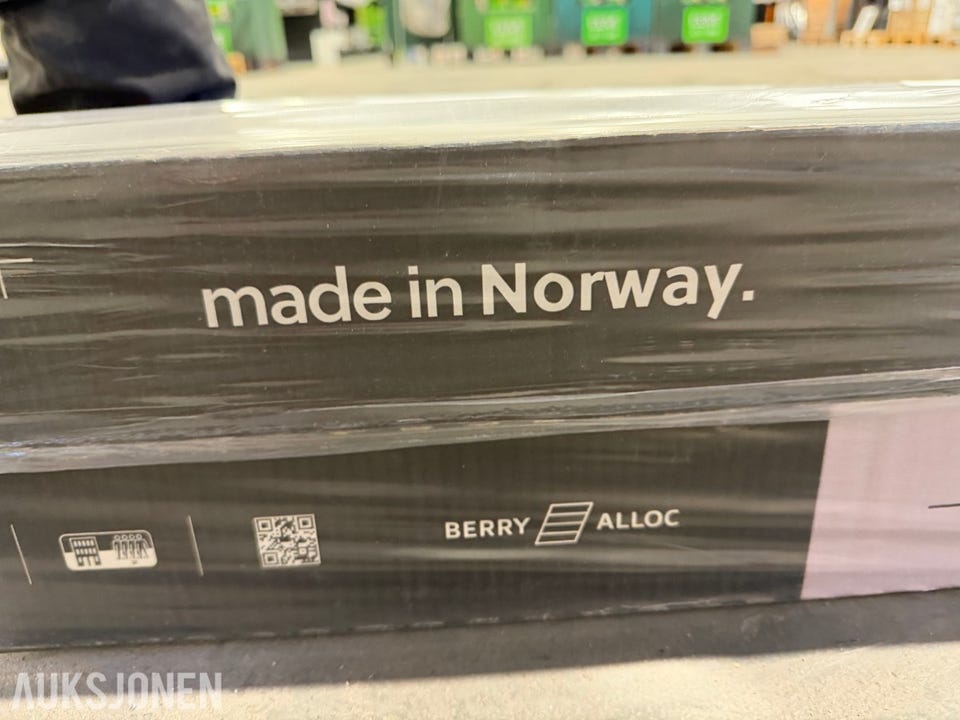 made in Norway.
BERRY ALLOC
AUKSJONEN